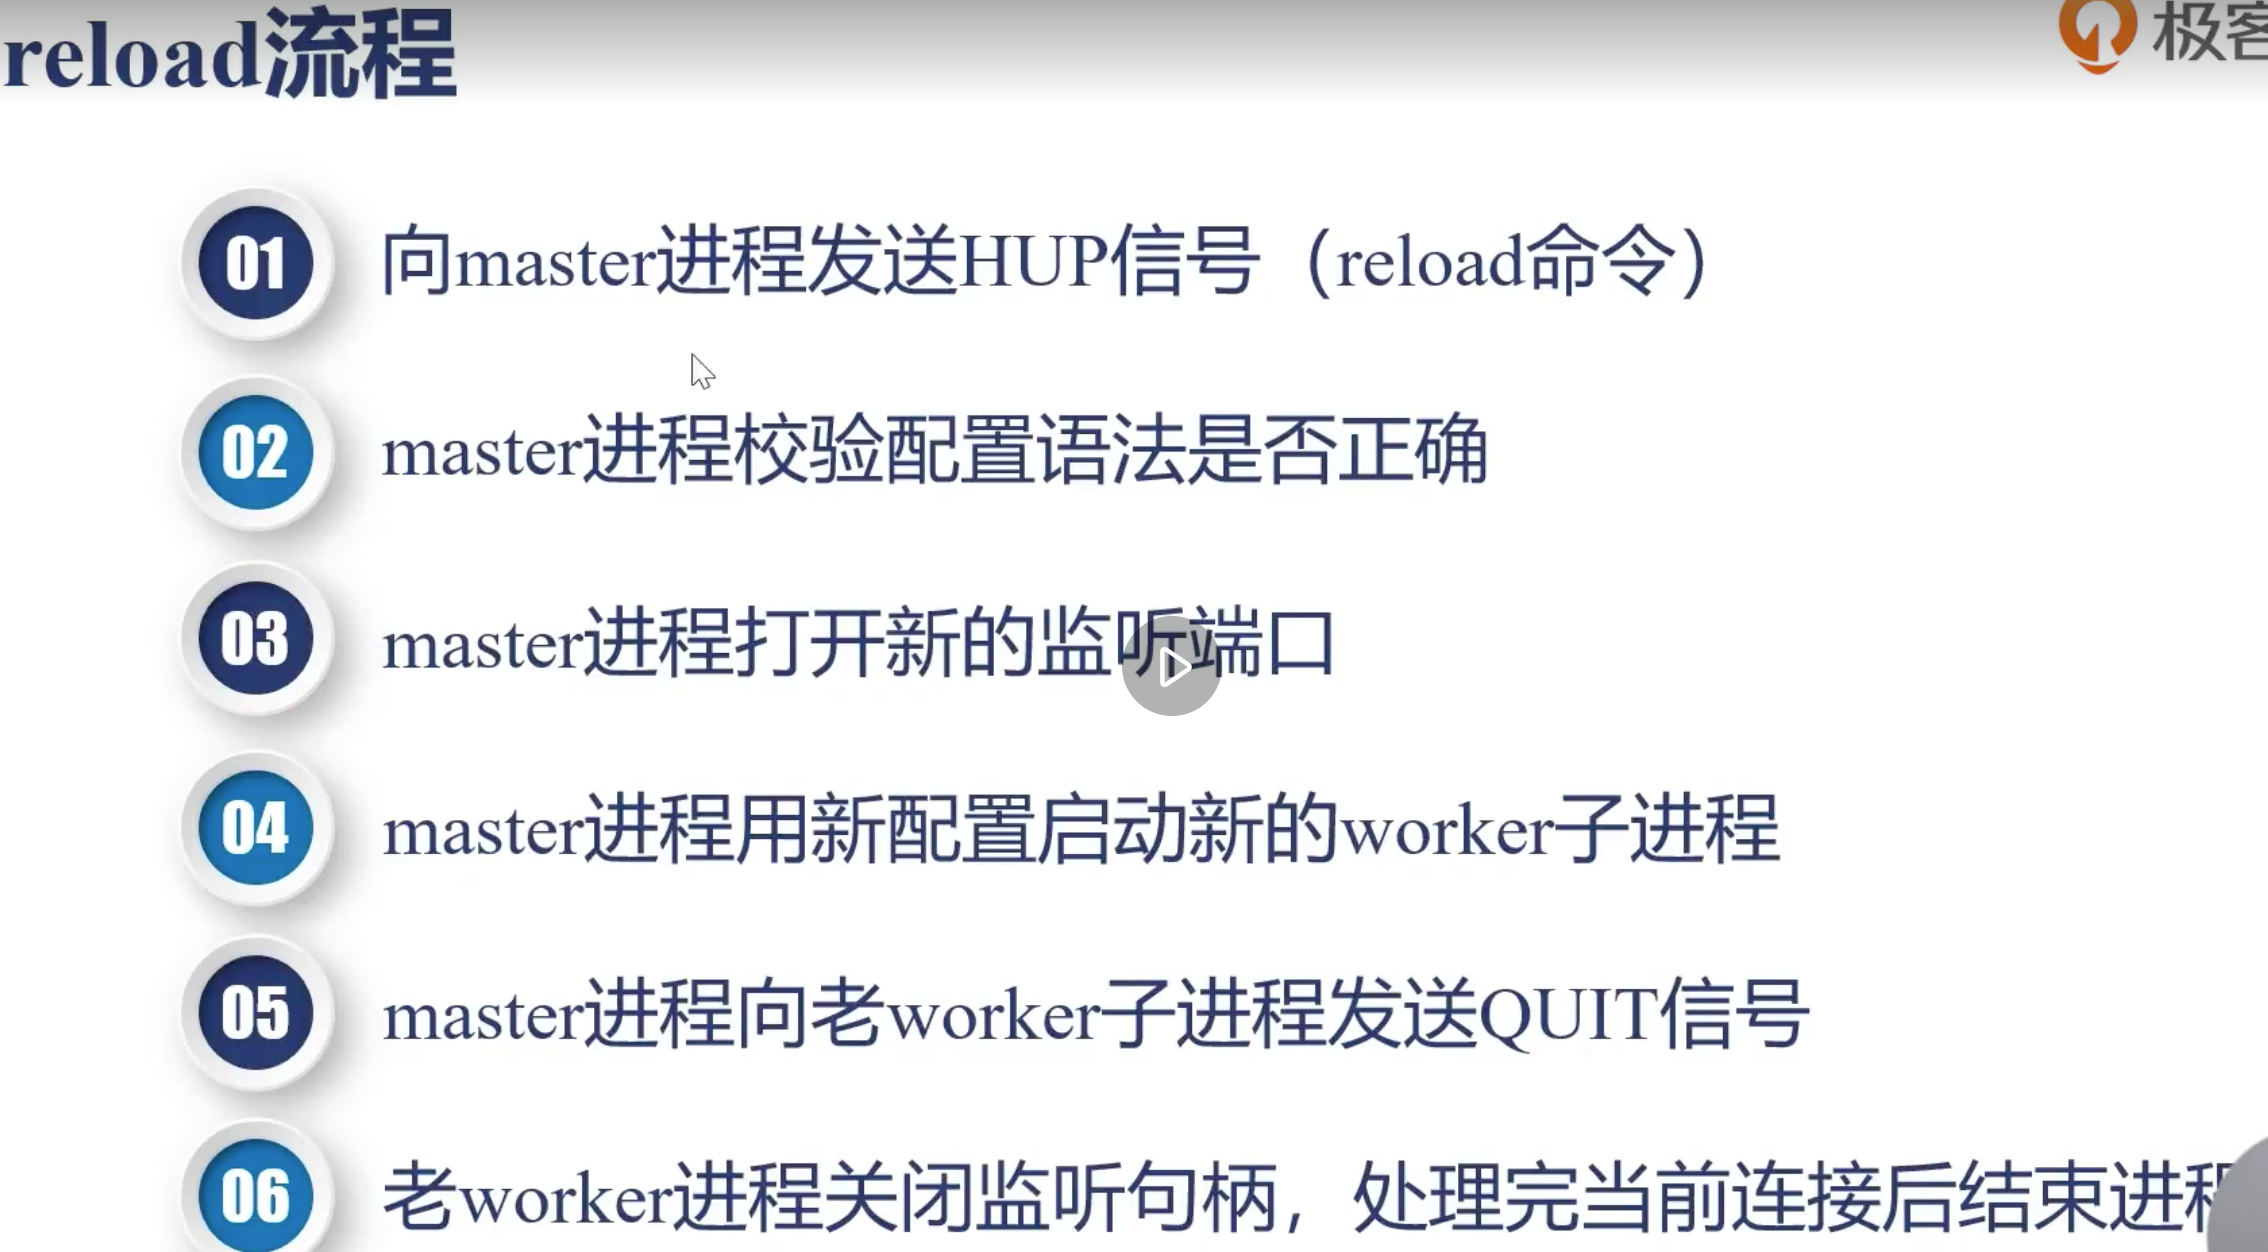 reload流程
极客
01 向master进程发送HUP信号（reload命令）
02 master进程校验配置语法是否正确
03 master进程打开新的监听端口
04 master进程用新配置启动新的worker子进程
05 master进程向老worker子进程发送QUIT信号
06 老worker进程关闭监听句柄，处理完当前连接后结束进程